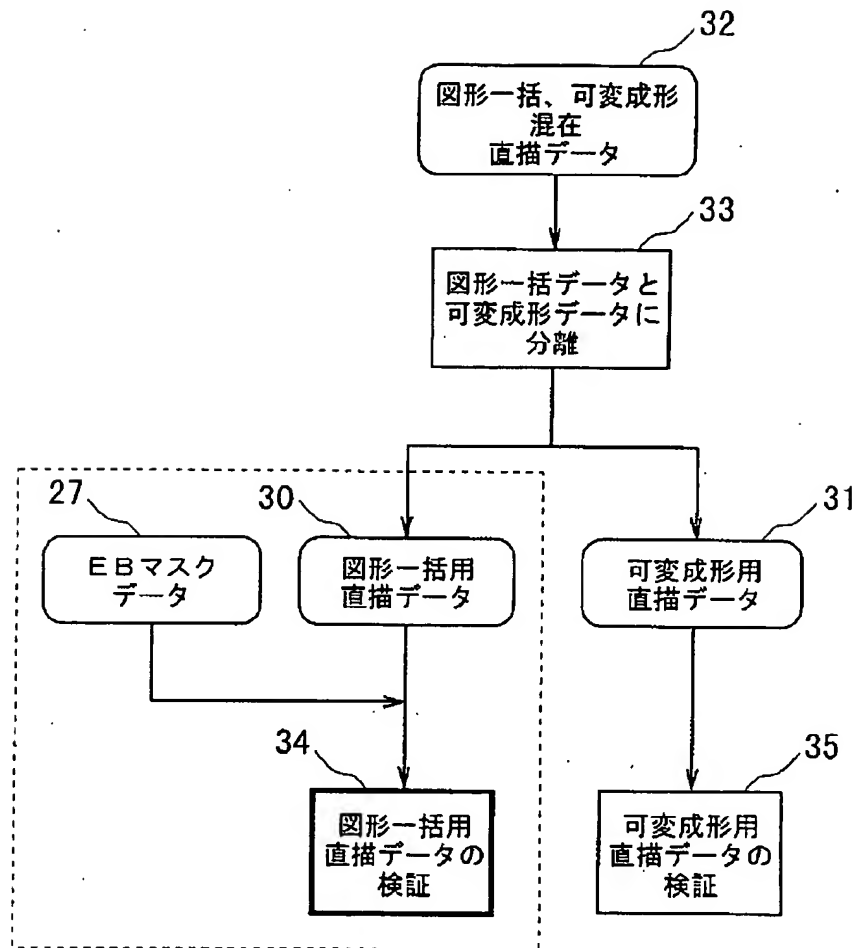 32
図形一括、可変成形
混在
直描データ
33
図形一括データと
可変成形データに
分離
27
30
31
EBマスク
データ
図形一括用
直描データ
可変成形用
直描データ
34
35
図形一括用
直描データの
検証
可変成形用
直描データの
検証